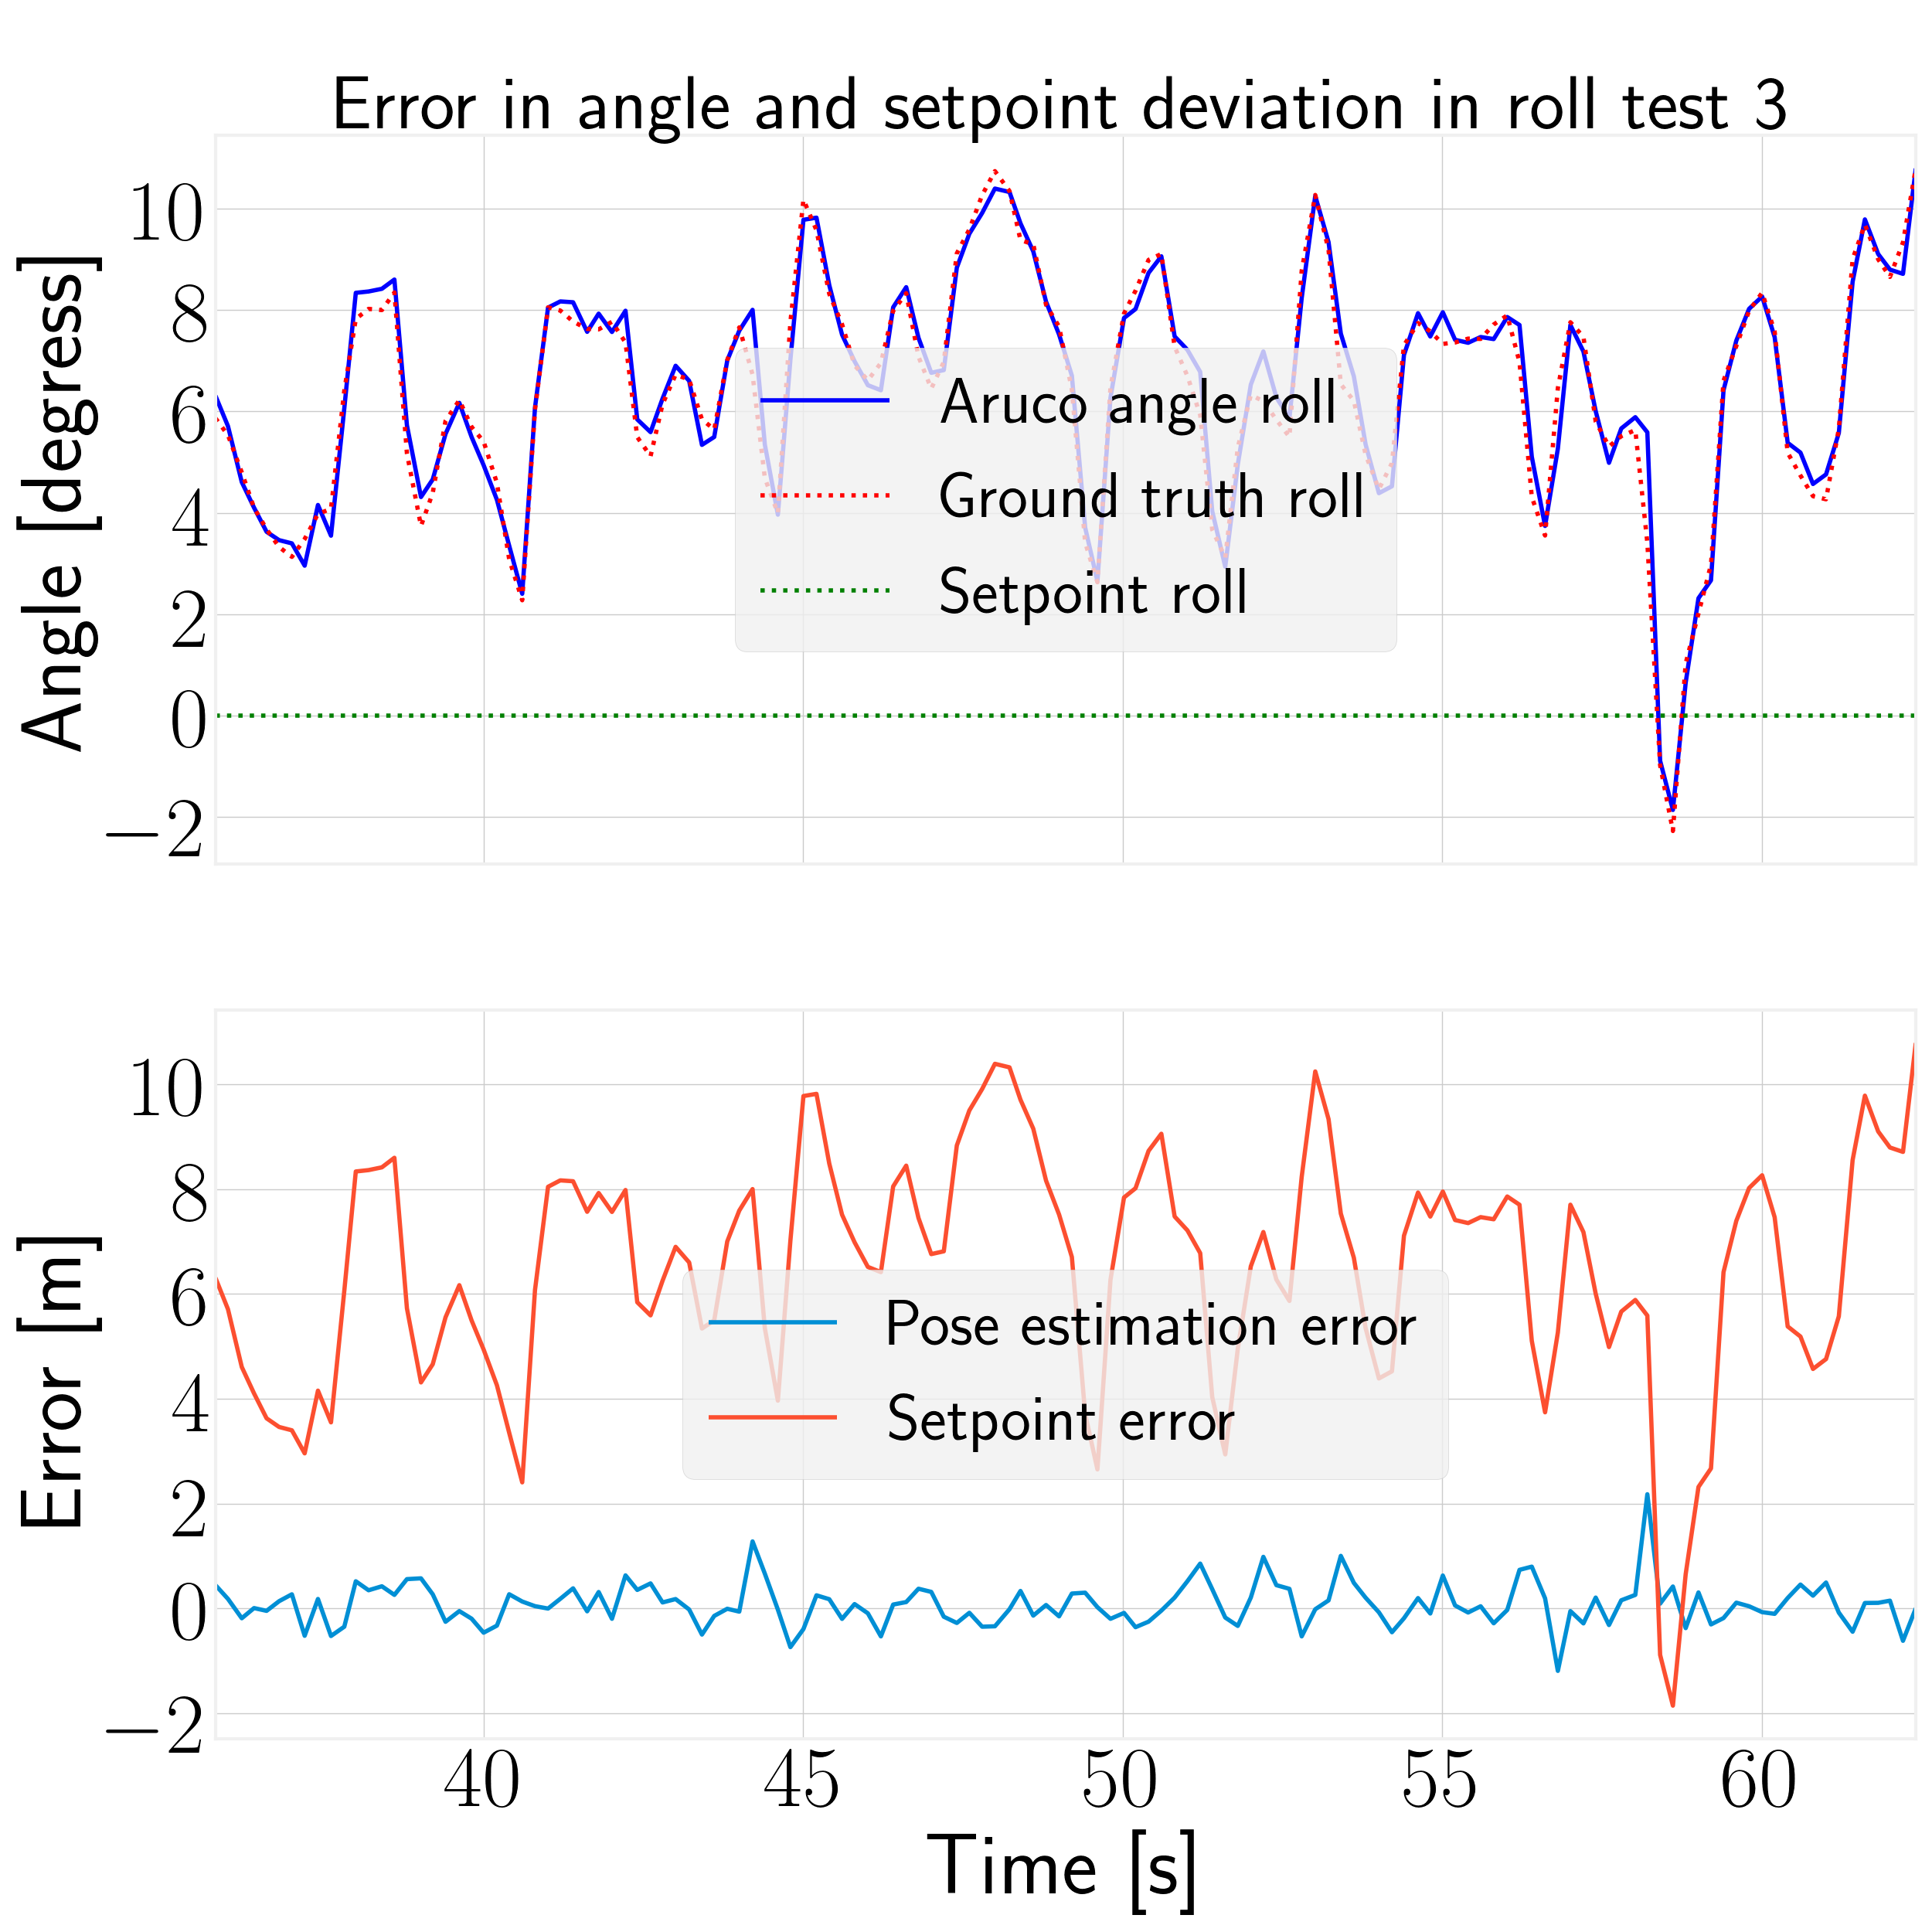 Error in angle and setpoint deviation in roll test 3
Angle [degress]
10
8
6
4
2
0
−2
Aruco angle roll
Ground truth roll
Setpoint roll
Error [m]
10
8
6
4
2
0
−2
Pose estimation error
Setpoint error
40 45 50 55 60
Time [s]